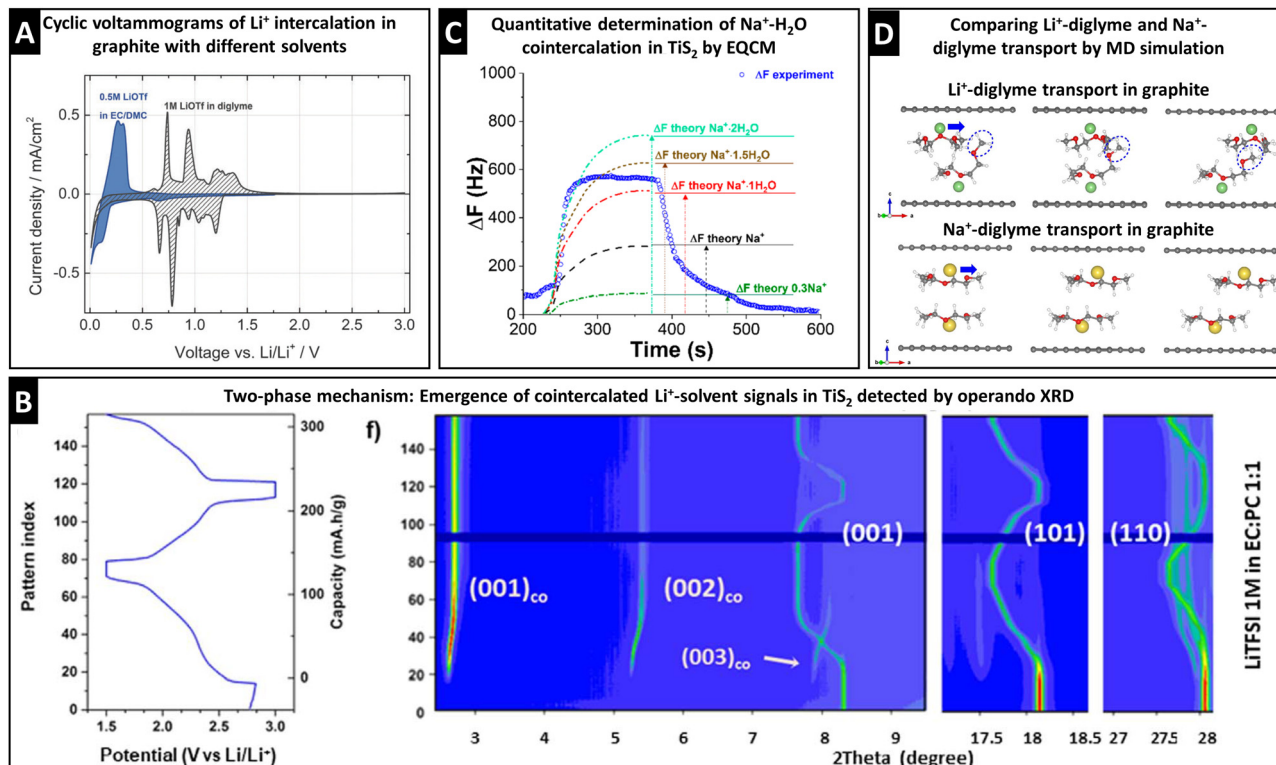 A
Cyclic voltammograms of Li⁺ intercalation in
graphite with different solvents
0.5M LiOTf
in EC/DMC
1M LiOTf in diglyme
0.5
0.0
-0.5
Current density / mA/cm²
0.0 0.5 1.0 1.5 2.0 2.5 3.0
Voltage vs. Li/Li⁺ / V
C
Quantitative determination of Na⁺-H₂O
cointercalation in TiS₂ by EQCM
1000
800
600
400
200
0
ΔF (Hz)
ΔF experiment
ΔF theory Na⁺·2H₂O
ΔF theory Na⁺·1.5H₂O
ΔF theory Na⁺·1H₂O
ΔF theory Na⁺
ΔF theory 0.3Na⁺
200 300 400 500 600
Time (s)
D
Comparing Li⁺-diglyme and Na⁺-
diglyme transport by MD simulation
Li⁺-diglyme transport in graphite
c
b a
Na⁺-diglyme transport in graphite
c
b a
B
Two-phase mechanism: Emergence of cointercalated Li⁺-solvent signals in TiS₂ detected by operando XRD
140
120
100
80
60
40
20
0
Pattern index
300
200
100
0
Capacity (mA.h/g)
1.5 2.0 2.5 3.0
Potential (V vs Li/Li⁺)
f)
140
120
100
80
60
40
20
0
(001)co
(002)co
(003)co
(001)
(101)
(110)
3 4 5 6 7 8 9
17.5 18 18.5
27 27.5 28
2Theta (degree)
LiTFSI 1M in EC:PC 1:1